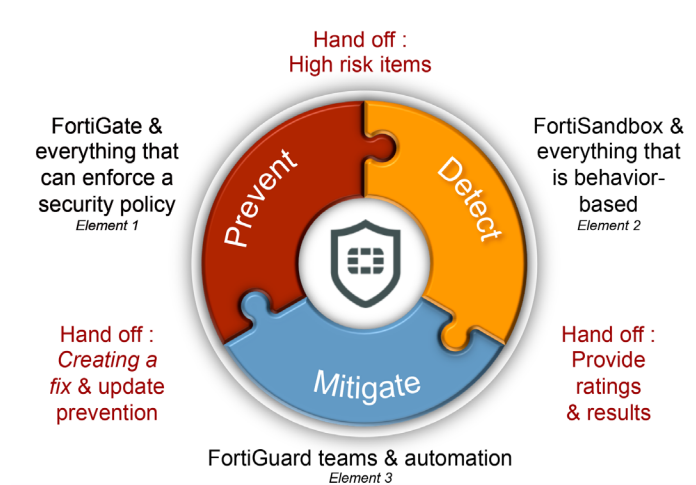 Hand off :
High risk items
FortiGate &
everything that
can enforce a
security policy
Element 1
FortiSandbox &
everything that
is behavior-
based
Element 2
Prevent
Detect
Mitigate
Hand off :
Creating a
fix & update
prevention
Hand off :
Provide
ratings
& results
FortiGuard teams & automation
Element 3